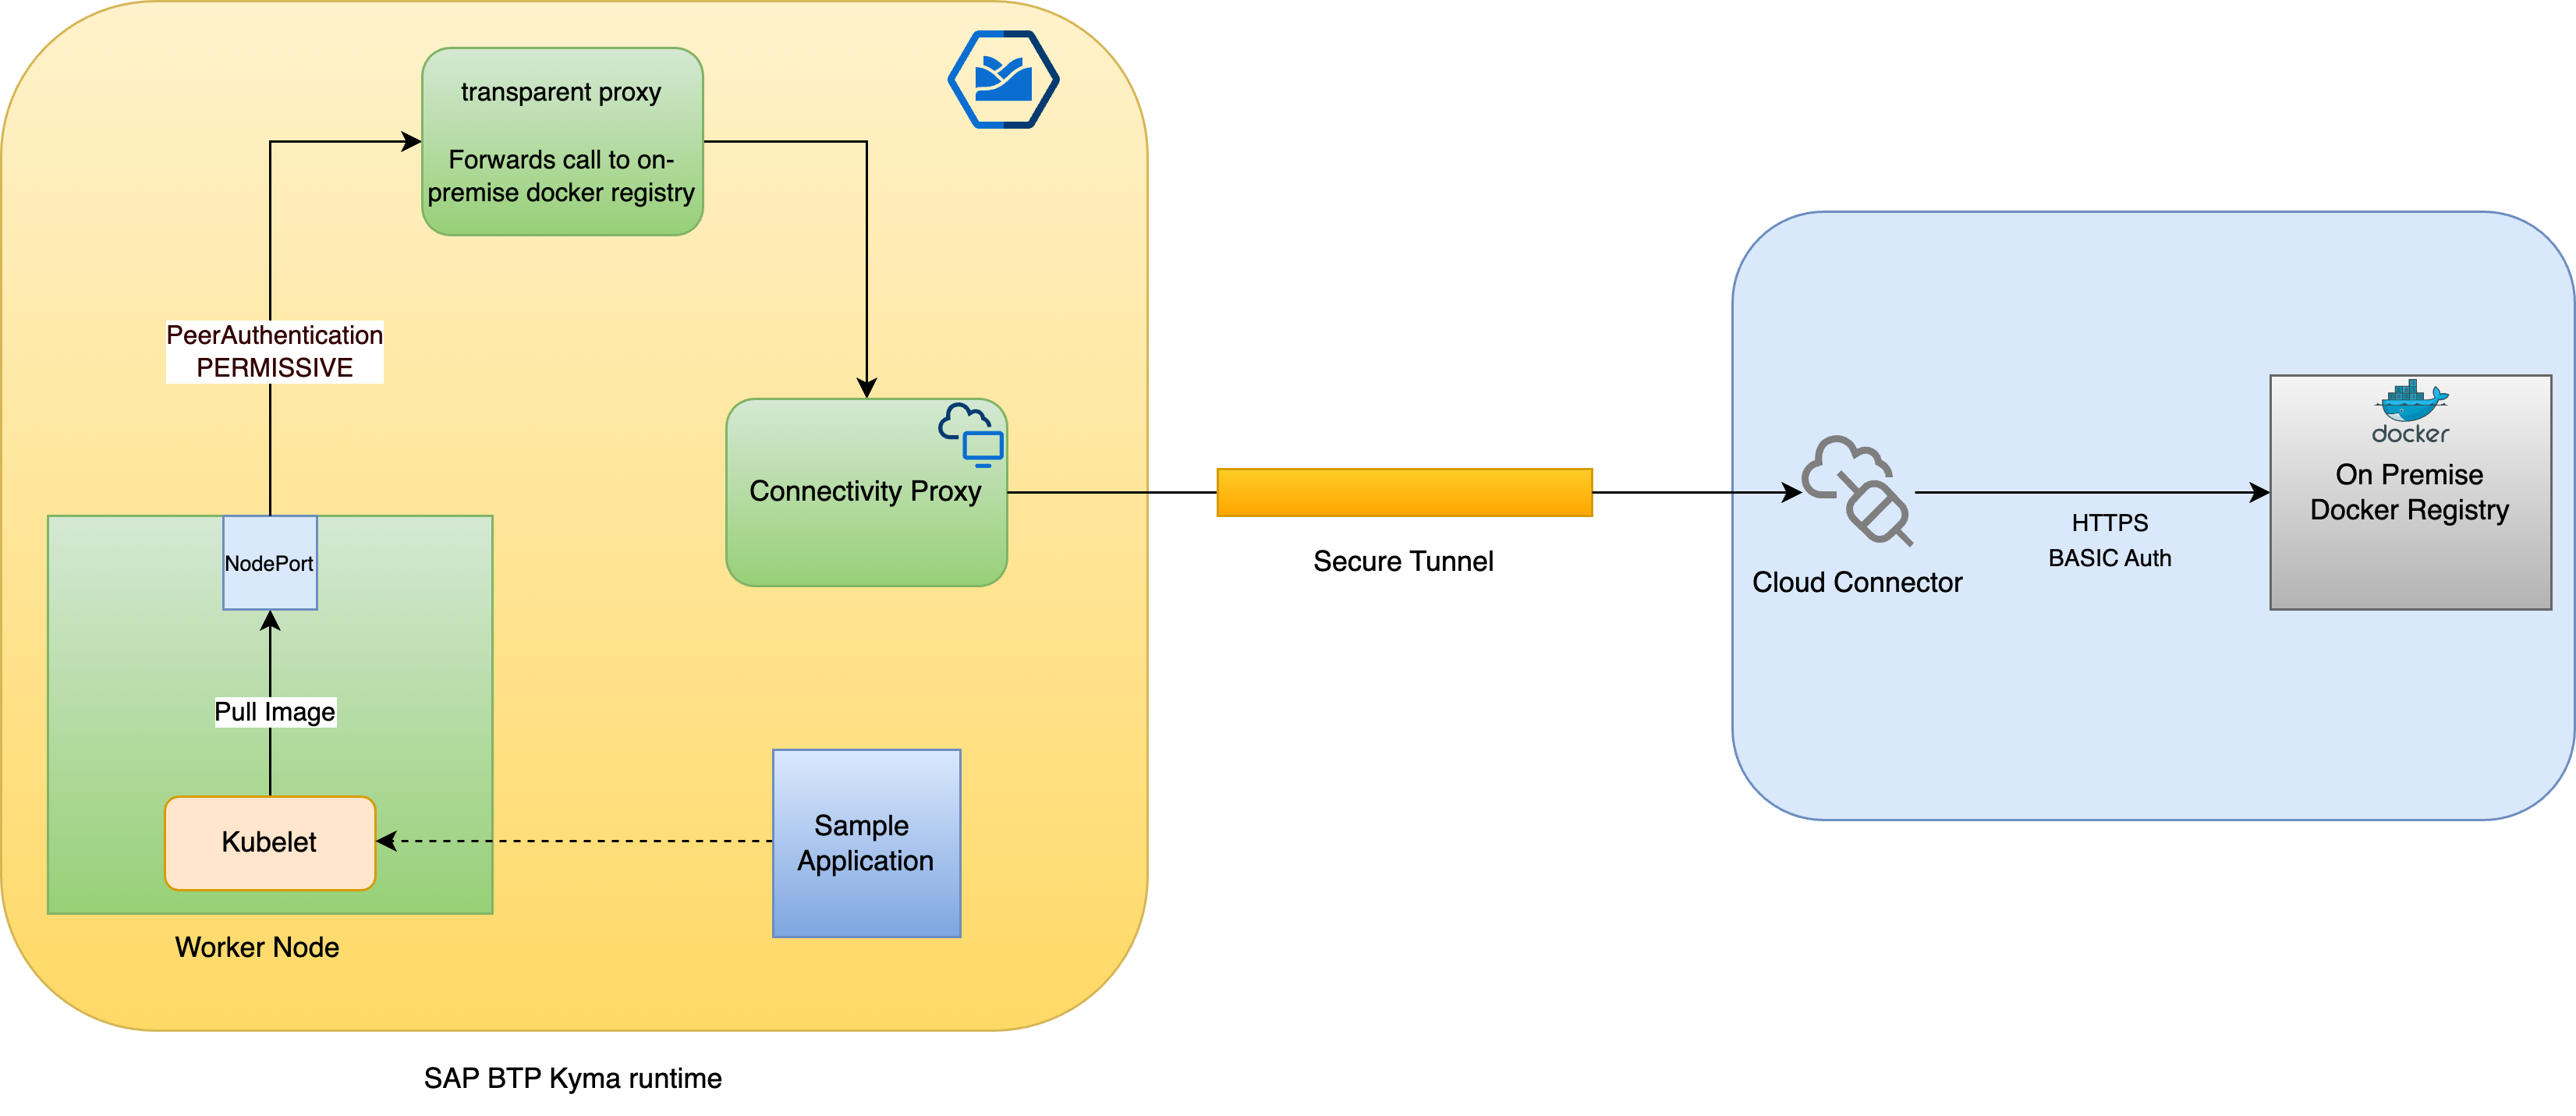 transparent proxy
Forwards call to on-
premise docker registry
PeerAuthentication
PERMISSIVE
Connectivity Proxy
NodePort
Pull Image
Kubelet
Sample
Application
Worker Node
SAP BTP Kyma runtime
Secure Tunnel
Cloud Connector
HTTPS
BASIC Auth
docker
On Premise
Docker Registry